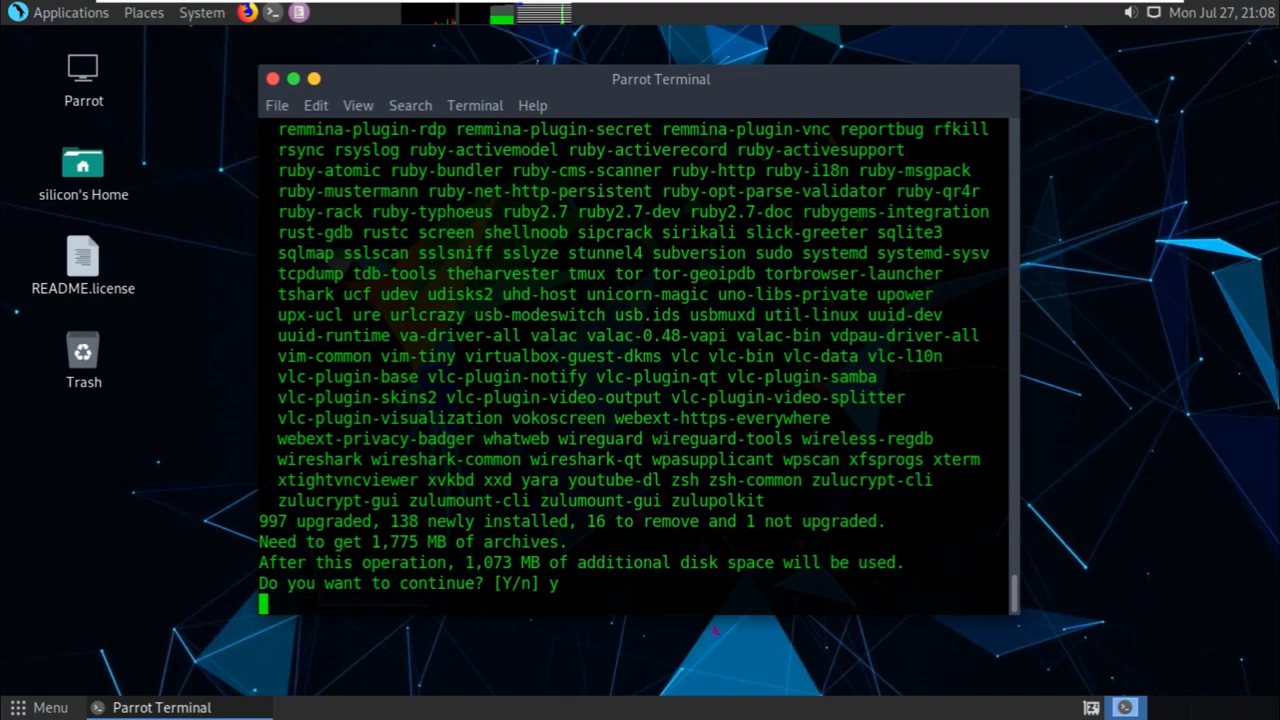 Applications Places System
Mon Jul 27, 21:08
Parrot
silicon's Home
README.license
Trash
Parrot Terminal
File Edit View Search Terminal Help
remmina-plugin-rdp remmina-plugin-secret remmina-plugin-vnc reportbug rfkill
rsync rsyslog ruby-activemodel ruby-activerecord ruby-activesupport
ruby-atomic ruby-bundler ruby-cms-scanner ruby-http ruby-i18n ruby-msgpack
ruby-mustermann ruby-net-http-persistent ruby-opt-parse-validator ruby-qr4r
ruby-rack ruby-typhoeus ruby2.7 ruby2.7-dev ruby2.7-doc rubygems-integration
rust-gdb rustc screen shellnoob sipcrack sirikali slick-greeter sqlite3
sqlmap sslscan sslsniff sslyze stunnel4 subversion sudo systemd systemd-sysv
tcpdump tdb-tools theharvester tmux tor tor-geoipdb torbrowser-launcher
tshark ucf udev udisks2 uhd-host unicorn-magic uno-libs-private upower
upx-ucl ure urlcrazy usb-modeswitch usb.ids usbmuxd util-linux uuid-dev
uuid-runtime va-driver-all valac valac-0.48-vapi valac-bin vdpau-driver-all
vim-common vim-tiny virtualbox-guest-dkms vlc vlc-bin vlc-data vlc-l10n
vlc-plugin-base vlc-plugin-notify vlc-plugin-qt vlc-plugin-samba
vlc-plugin-skins2 vlc-plugin-video-output vlc-plugin-video-splitter
vlc-plugin-visualization vokoscreen webext-https-everywhere
webext-privacy-badger whatweb wireguard wireguard-tools wireless-regdb
wireshark wireshark-common wireshark-qt wpasupplicant wpscan xfsprogs xterm
xtightvncviewer xvkbd xxd yara youtube-dl zsh zsh-common zulucrypt-cli
zulucrypt-gui zulumount-cli zulumount-gui zulupolkit
997 upgraded, 138 newly installed, 16 to remove and 1 not upgraded.
Need to get 1,775 MB of archives.
After this operation, 1,073 MB of additional disk space will be used.
Do you want to continue? [Y/n] y
Menu
Parrot Terminal